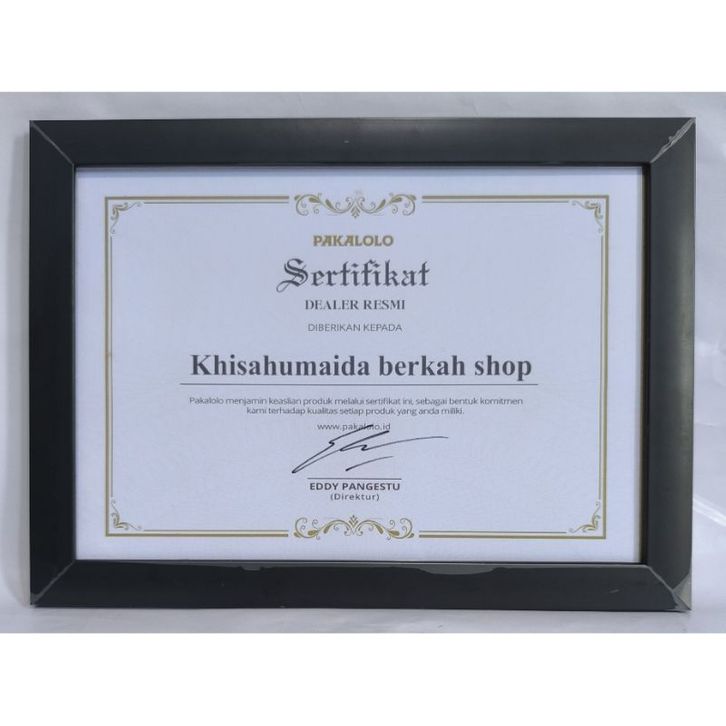 PAKALOLO
Sertifikat
DEALER RESMI
DIBERIKAN KEPADA
Khisahumaida berkah shop
Pakalolo menjamin keaslian produk melalui sertifikat ini, sebagai bentuk komitmen
kami terhadap kualitas setiap produk yang anda miliki.
www.pakalolo.id
EDDY PANGESTU
(Direktur)